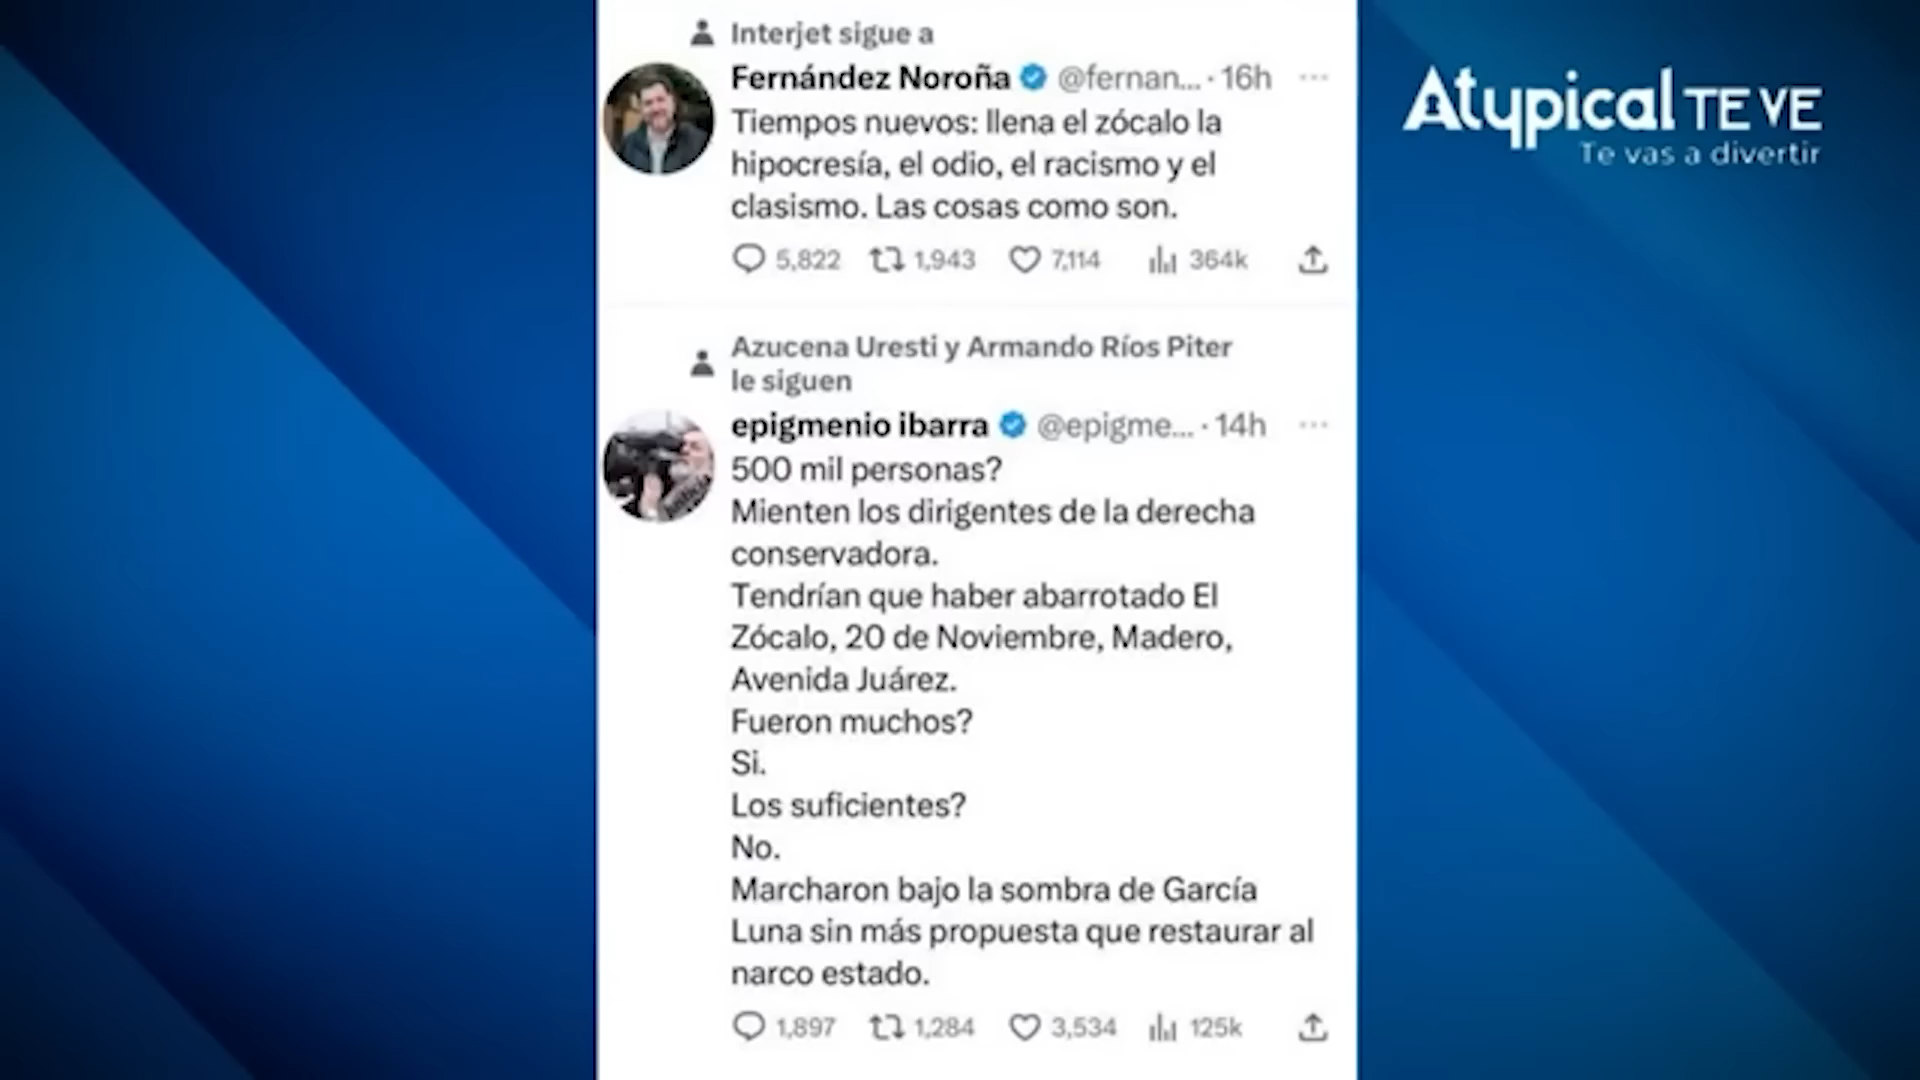 Interjet sigue a
Fernández Noroña @fernan... · 16h
Tiempos nuevos: llena el zócalo la
hipocresía, el odio, el racismo y el
clasismo. Las cosas como son.
5,822 1,943 7,114 364k
Azucena Uresti y Armando Ríos Piter
le siguen
epigmenio ibarra @epigme... · 14h
500 mil personas?
Mienten los dirigentes de la derecha
conservadora.
Tendrían que haber abarrotado El
Zócalo, 20 de Noviembre, Madero,
Avenida Juárez.
Fueron muchos?
Si.
Los suficientes?
No.
Marcharon bajo la sombra de García
Luna sin más propuesta que restaurar al
narco estado.
1,897 1,284 3,534 125k
Atypical TE VE
Te vas a divertir